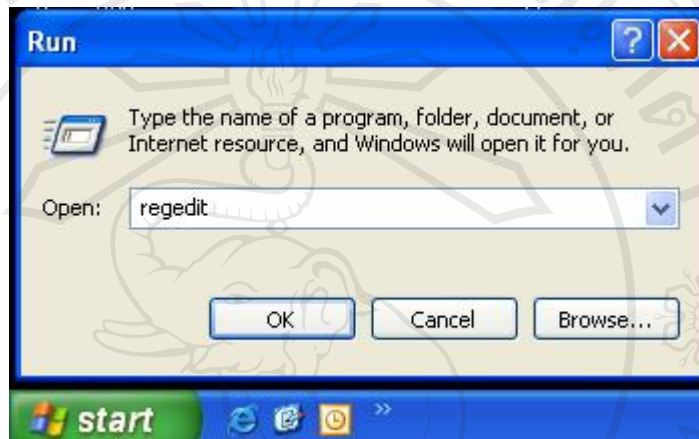 Run
Type the name of a program, folder, document, or
Internet resource, and Windows will open it for you.
Open: regedit
OK Cancel Browse...
start